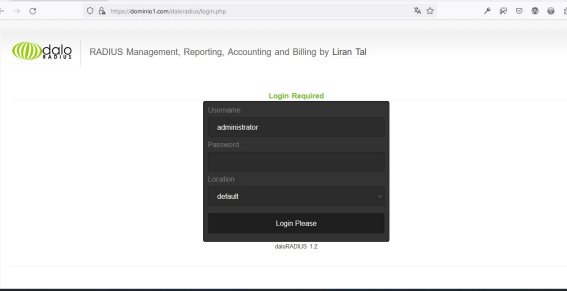 https://dominio1.com/daloradius/login.php
dalo
RADIUS
RADIUS Management, Reporting, Accounting and Billing by Liran Tal
Login Required
Username
administrator
Password
Location
default
Login Please
daloRADIUS 1.2